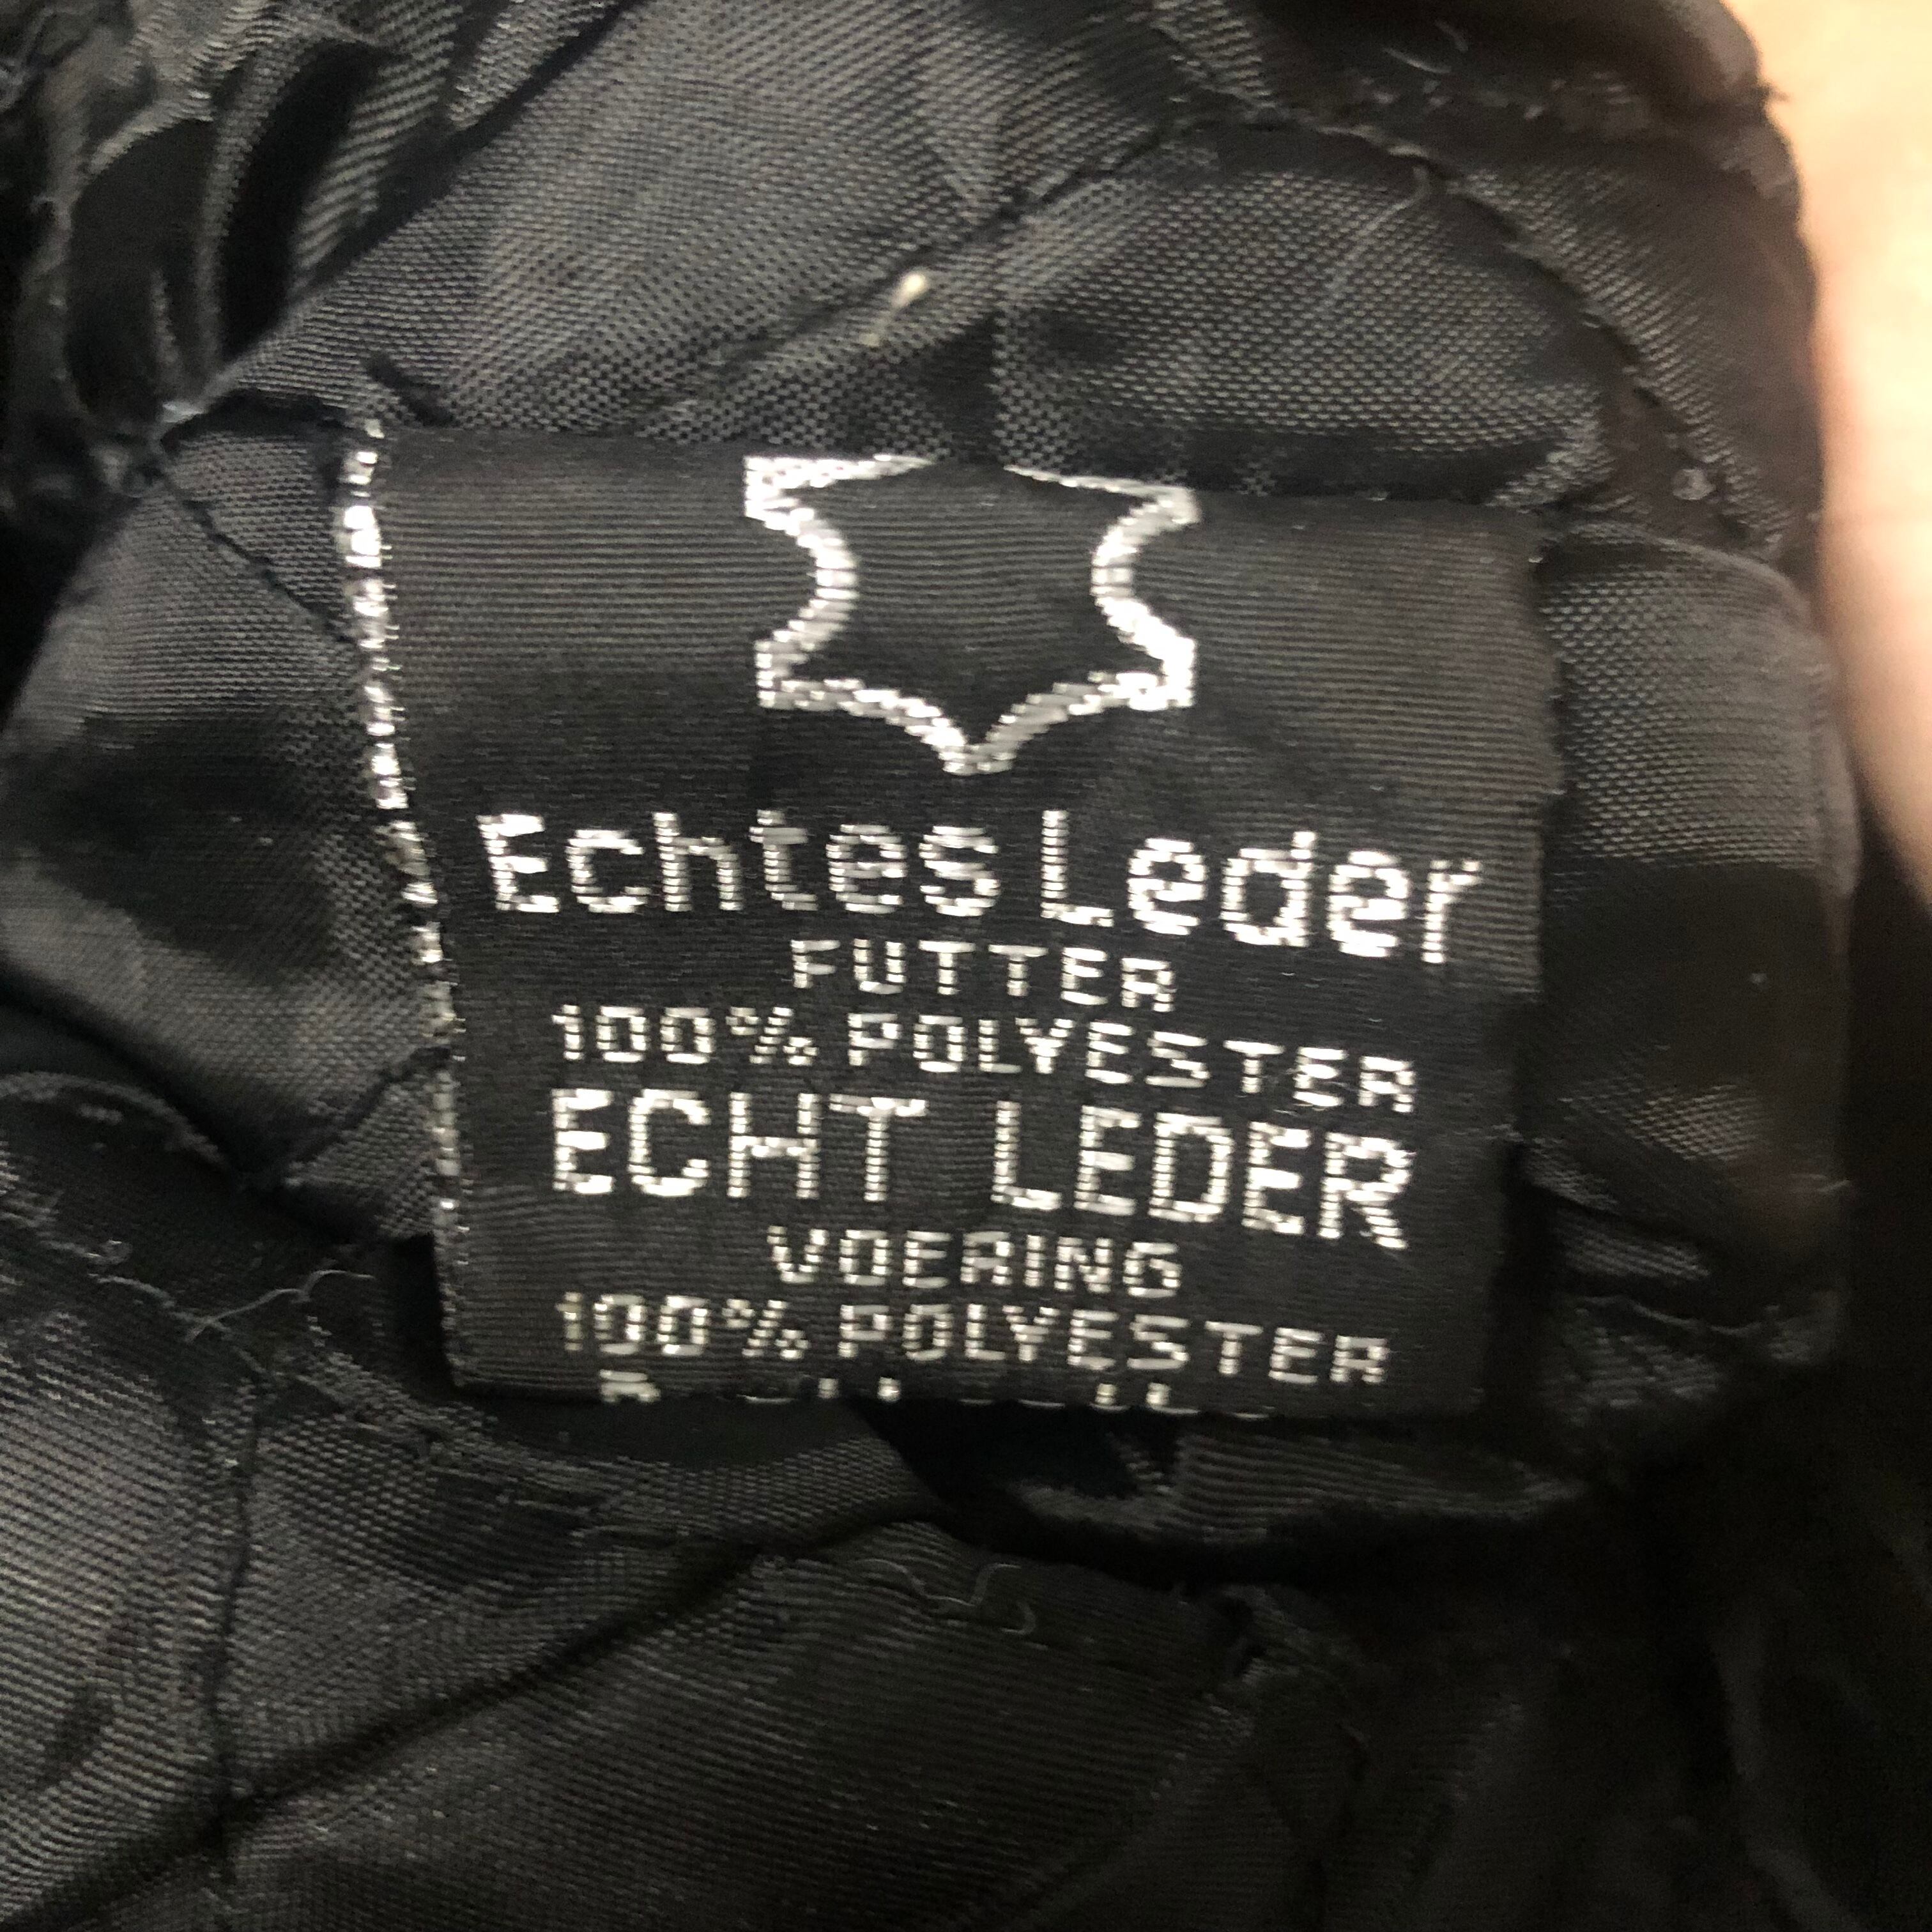 Echtes Leder
FUTTER
100% POLYESTER
ECHT LEDER
VOERING
100% POLYESTER